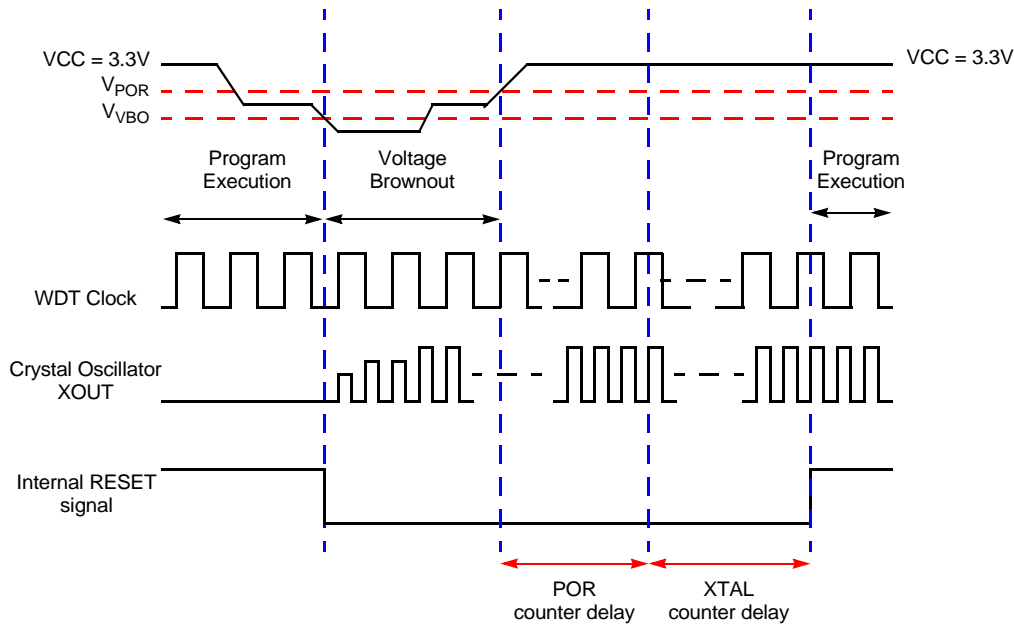 VCC = 3.3V
VCC = 3.3V
VPOR
VVBO
Program
Execution
Voltage
Brownout
Program
Execution
WDT Clock
Crystal Oscillator
XOUT
Internal RESET
signal
POR
counter delay
XTAL
counter delay